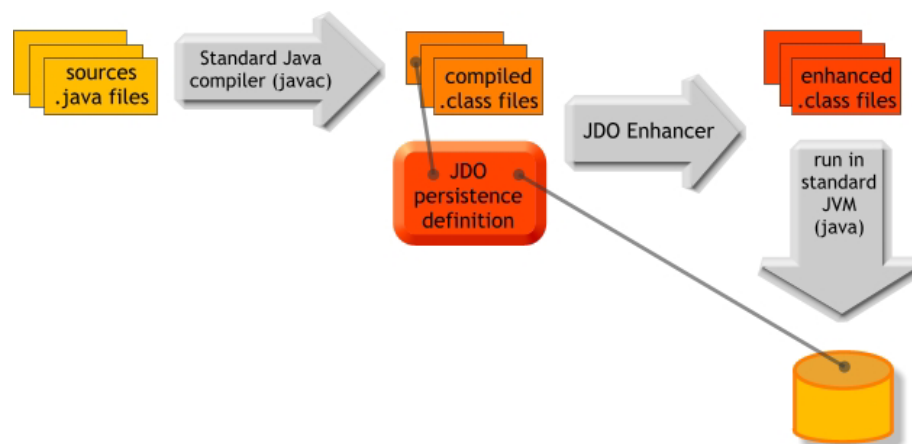 sources
.java files
Standard Java
compiler (javac)
compiled
.class files
JDO Enhancer
enhanced
.class files
JDO
persistence
definition
run in
standard
JVM
(java)